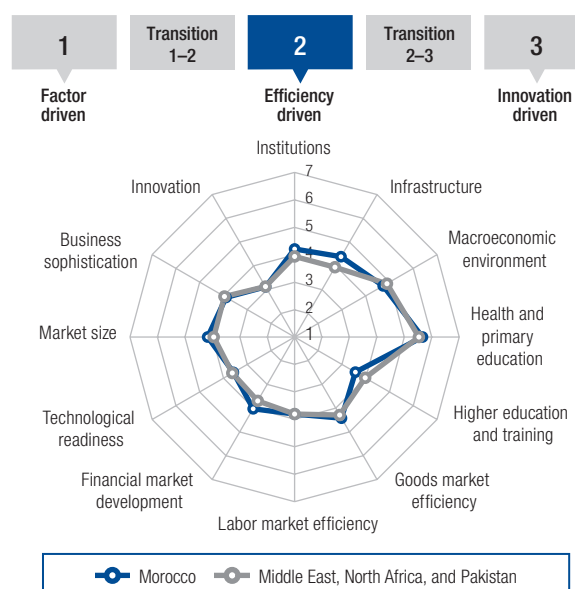 1
Transition
1–2
2
Transition
2–3
3
Factor
driven
Efficiency
driven
Innovation
driven
Institutions
Infrastructure
Macroeconomic
environment
Health and
primary
education
Higher education
and training
Goods market
efficiency
Labor market efficiency
Financial market
development
Technological
readiness
Market size
Business
sophistication
Innovation
7
6
5
4
3
2
1
Morocco
Middle East, North Africa, and Pakistan